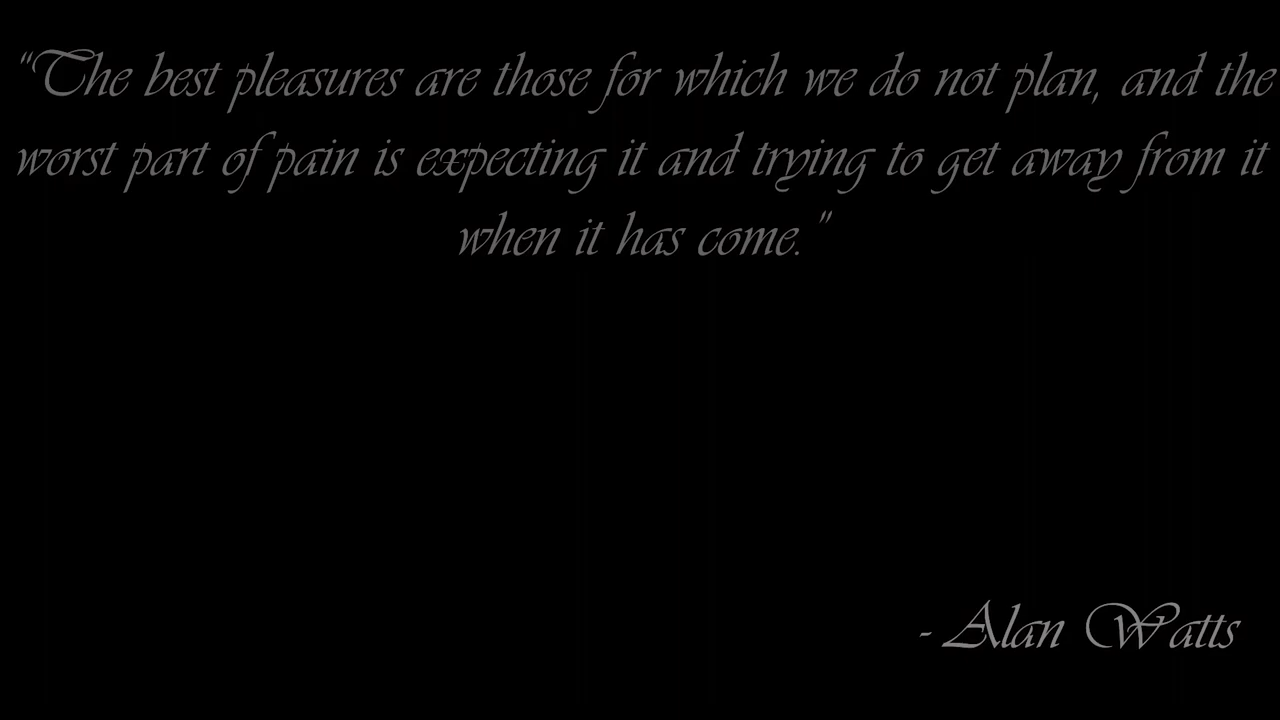 "The best pleasures are those for which we do not plan, and the
worst part of pain is expecting it and trying to get away from it
when it has come."
- Alan Watts